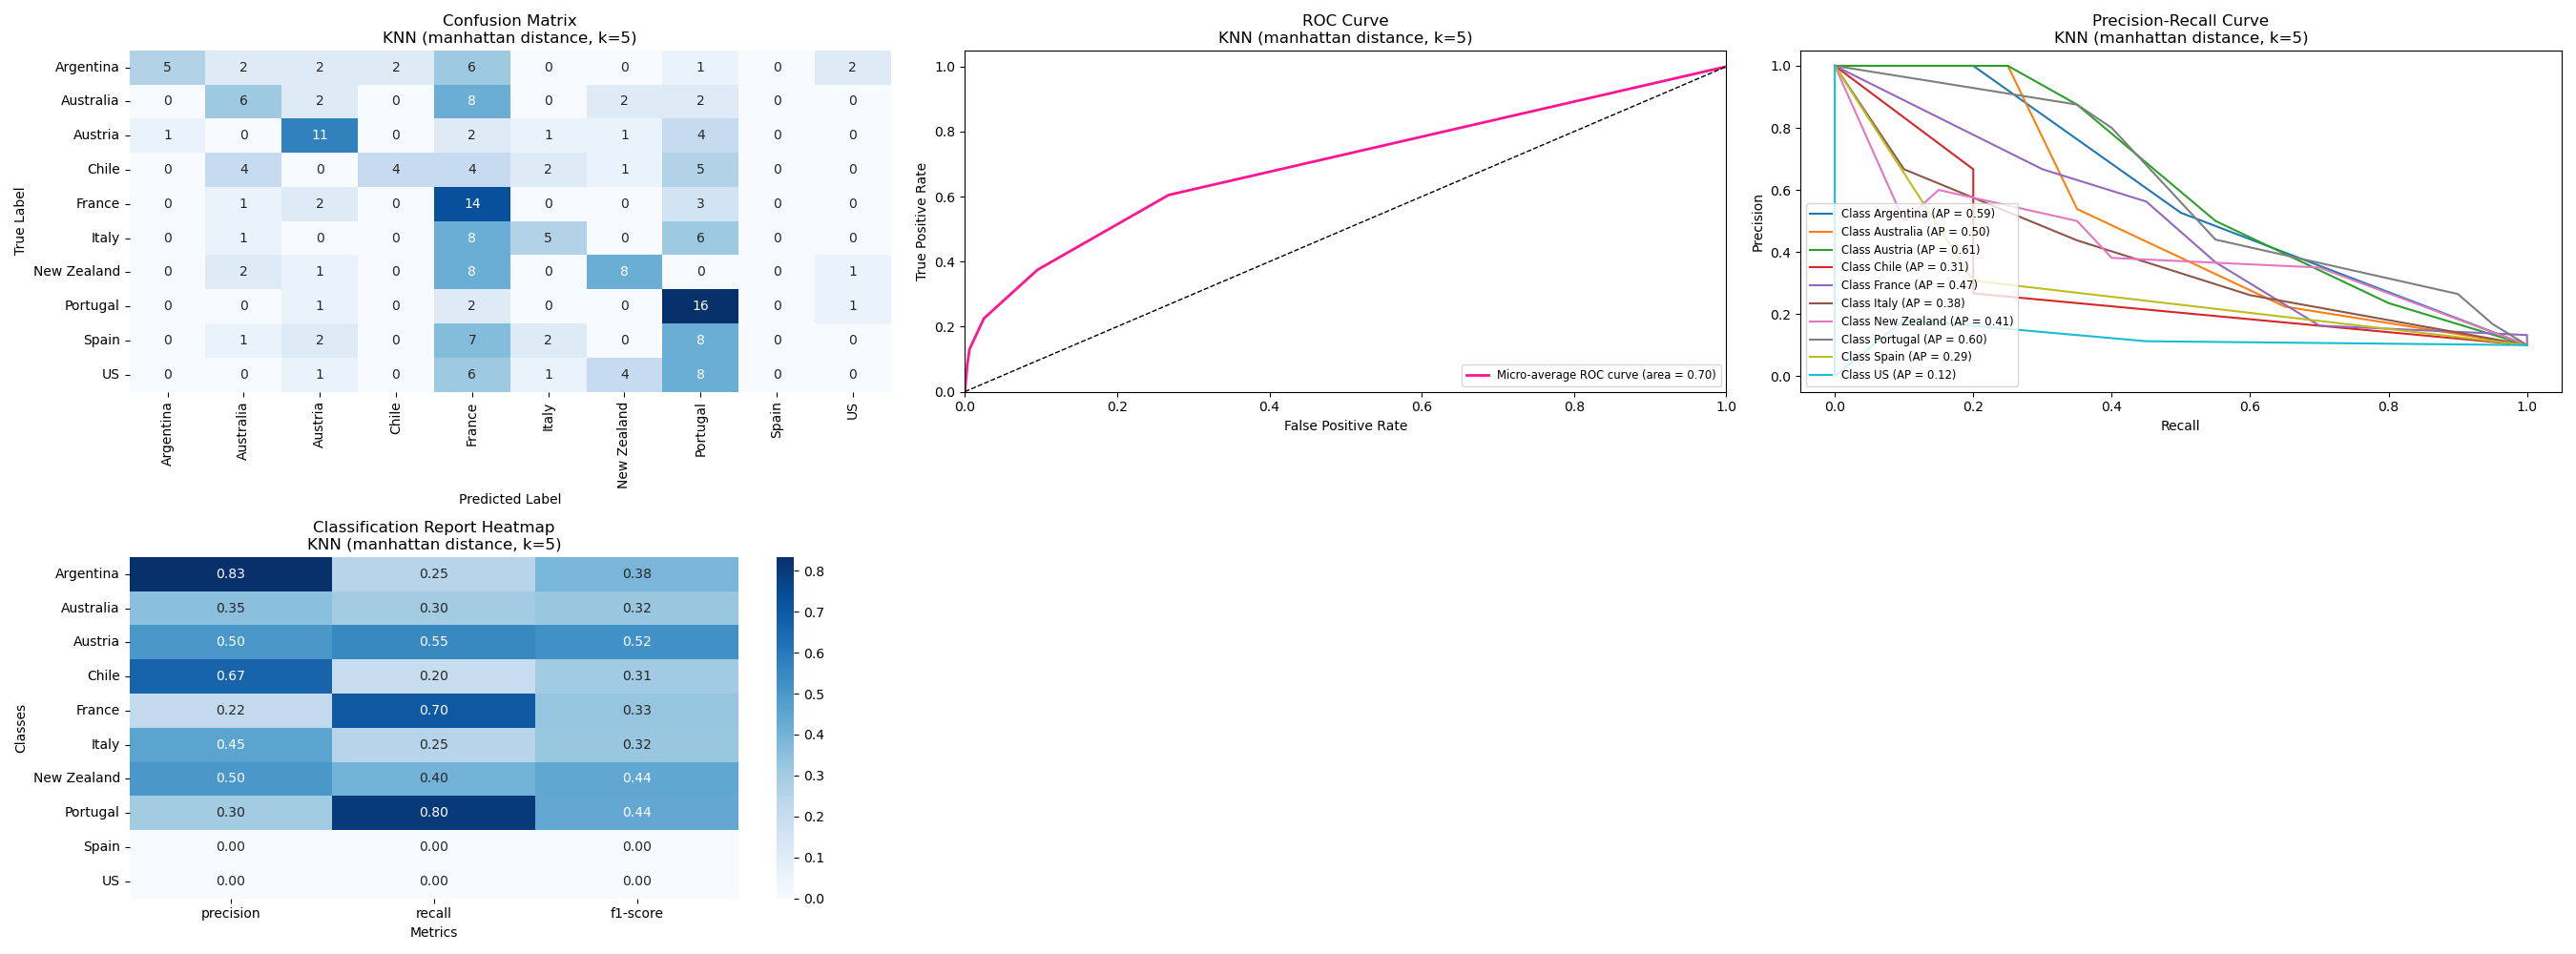 Confusion Matrix
KNN (manhattan distance, k=5)
True Label
Argentina 5 2 2 2 6 0 0 1 0 2
Australia 0 6 2 0 8 0 2 2 0 0
Austria 1 0 11 0 2 1 1 4 0 0
Chile 0 4 0 4 4 2 1 5 0 0
France 0 1 2 0 14 0 0 3 0 0
Italy 0 1 0 0 8 5 0 6 0 0
New Zealand 0 2 1 0 8 0 8 0 0 1
Portugal 0 0 1 0 2 0 0 16 0 1
Spain 0 1 2 0 7 2 0 8 0 0
US 0 0 1 0 6 1 4 8 0 0
Argentina Australia Austria Chile France Italy New Zealand Portugal Spain US
Predicted Label
ROC Curve
KNN (manhattan distance, k=5)
True Positive Rate
1.0
0.8
0.6
0.4
0.2
0.0
Micro-average ROC curve (area = 0.70)
0.0 0.2 0.4 0.6 0.8 1.0
False Positive Rate
Precision-Recall Curve
KNN (manhattan distance, k=5)
Precision
1.0
0.8
0.6
0.4
0.2
0.0
Class Argentina (AP = 0.59)
Class Australia (AP = 0.50)
Class Austria (AP = 0.61)
Class Chile (AP = 0.31)
Class France (AP = 0.47)
Class Italy (AP = 0.38)
Class New Zealand (AP = 0.41)
Class Portugal (AP = 0.60)
Class Spain (AP = 0.29)
Class US (AP = 0.12)
0.0 0.2 0.4 0.6 0.8 1.0
Recall
Classification Report Heatmap
KNN (manhattan distance, k=5)
Classes
Argentina 0.83 0.25 0.38
Australia 0.35 0.30 0.32
Austria 0.50 0.55 0.52
Chile 0.67 0.20 0.31
France 0.22 0.70 0.33
Italy 0.45 0.25 0.32
New Zealand 0.50 0.40 0.44
Portugal 0.30 0.80 0.44
Spain 0.00 0.00 0.00
US 0.00 0.00 0.00
precision recall f1-score
Metrics
0.8
0.7
0.6
0.5
0.4
0.3
0.2
0.1
0.0